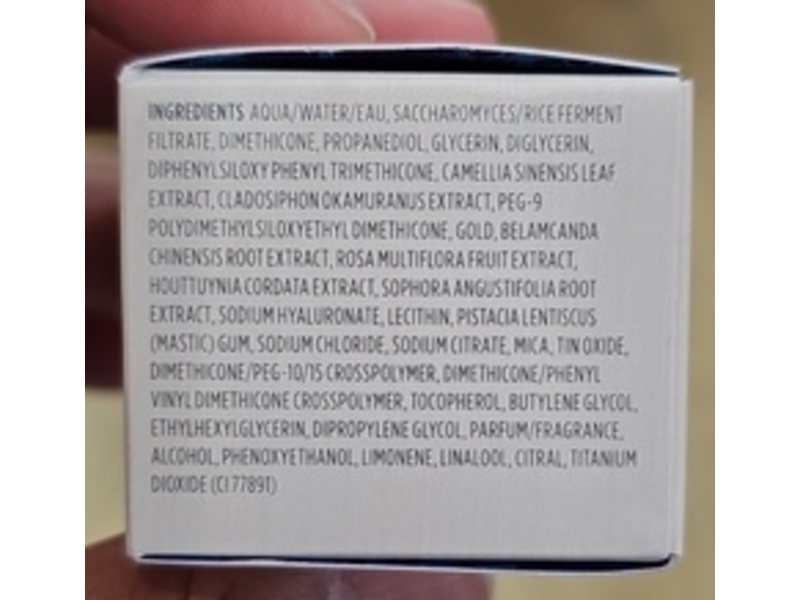 INGREDIENTS AQUA/WATER/EAU, SACCHAROMYCES/RICE FERMENT
FILTRATE, DIMETHICONE, PROPANEDIOL, GLYCERIN, DIGLYCERIN,
DIPHENYLSILOXY PHENYL TRIMETHICONE, CAMELLIA SINENSIS LEAF
EXTRACT, CLADOSIPHON OKAMURANUS EXTRACT, PEG-9
POLYDIMETHYLSILOXYETHYL DIMETHICONE, GOLD, BELAMCANDA
CHINENSIS ROOT EXTRACT, ROSA MULTIFLORA FRUIT EXTRACT,
HOUTTUYNIA CORDATA EXTRACT, SOPHORA ANGUSTIFOLIA ROOT
EXTRACT, SODIUM HYALURONATE, LECITHIN, PISTACIA LENTISCUS
(MASTIC) GUM, SODIUM CHLORIDE, SODIUM CITRATE, MICA, TIN OXIDE,
DIMETHICONE/PEG-10/15 CROSSPOLYMER, DIMETHICONE/PHENYL
VINYL DIMETHICONE CROSSPOLYMER, TOCOPHEROL, BUTYLENE GLYCOL,
ETHYLHEXYLGLYCERIN, DIPROPYLENE GLYCOL, PARFUM/FRAGRANCE,
ALCOHOL, PHENOXYETHANOL, LIMONENE, LINALOOL, CITRAL, TITANIUM
DIOXIDE (CI 77891)